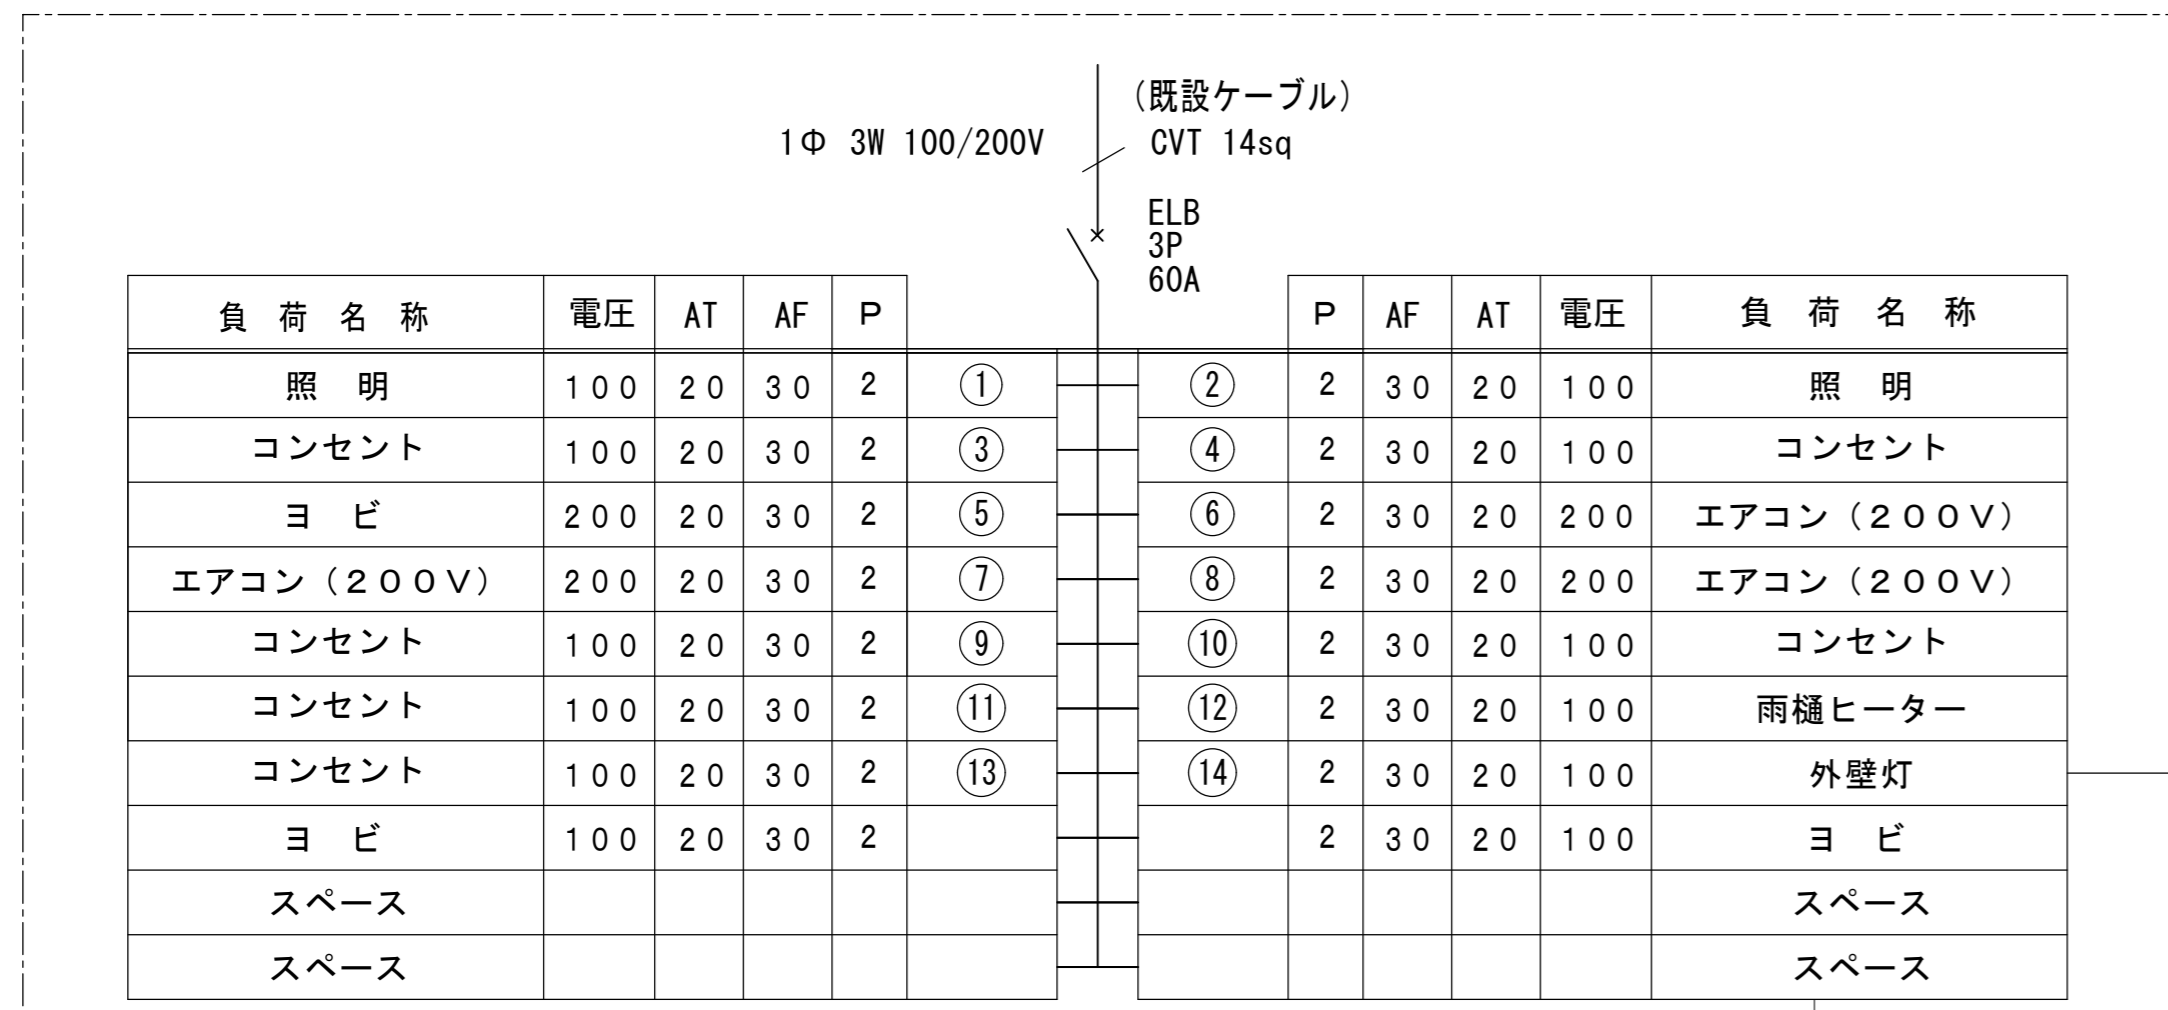 (既設ケーブル)
1Φ 3W 100/200V CVT 14sq
ELB
3P
60A
負荷名称 電圧 AT AF P P AF AT 電圧 負荷名称
照明 100 20 30 2 ① ② 2 30 20 100 照明
コンセント 100 20 30 2 ③ ④ 2 30 20 100 コンセント
ヨビ 200 20 30 2 ⑤ ⑥ 2 30 20 200 エアコン(200V)
エアコン(200V) 200 20 30 2 ⑦ ⑧ 2 30 20 200 エアコン(200V)
コンセント 100 20 30 2 ⑨ ⑩ 2 30 20 100 コンセント
コンセント 100 20 30 2 ⑪ ⑫ 2 30 20 100 雨樋ヒーター
コンセント 100 20 30 2 ⑬ ⑭ 2 30 20 100 外壁灯
ヨビ 100 20 30 2 2 30 20 100 ヨビ
スペース スペース
スペース スペース